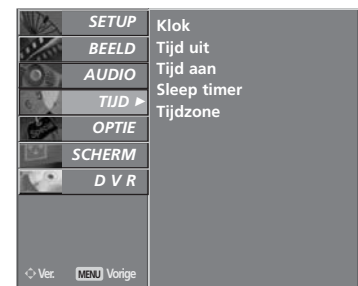 SETUP
BEELD
AUDIO
TIJD ►
OPTIE
SCHERM
D V R
Klok
Tijd uit
Tijd aan
Sleep timer
Tijdzone
Ver. MENU Vorige